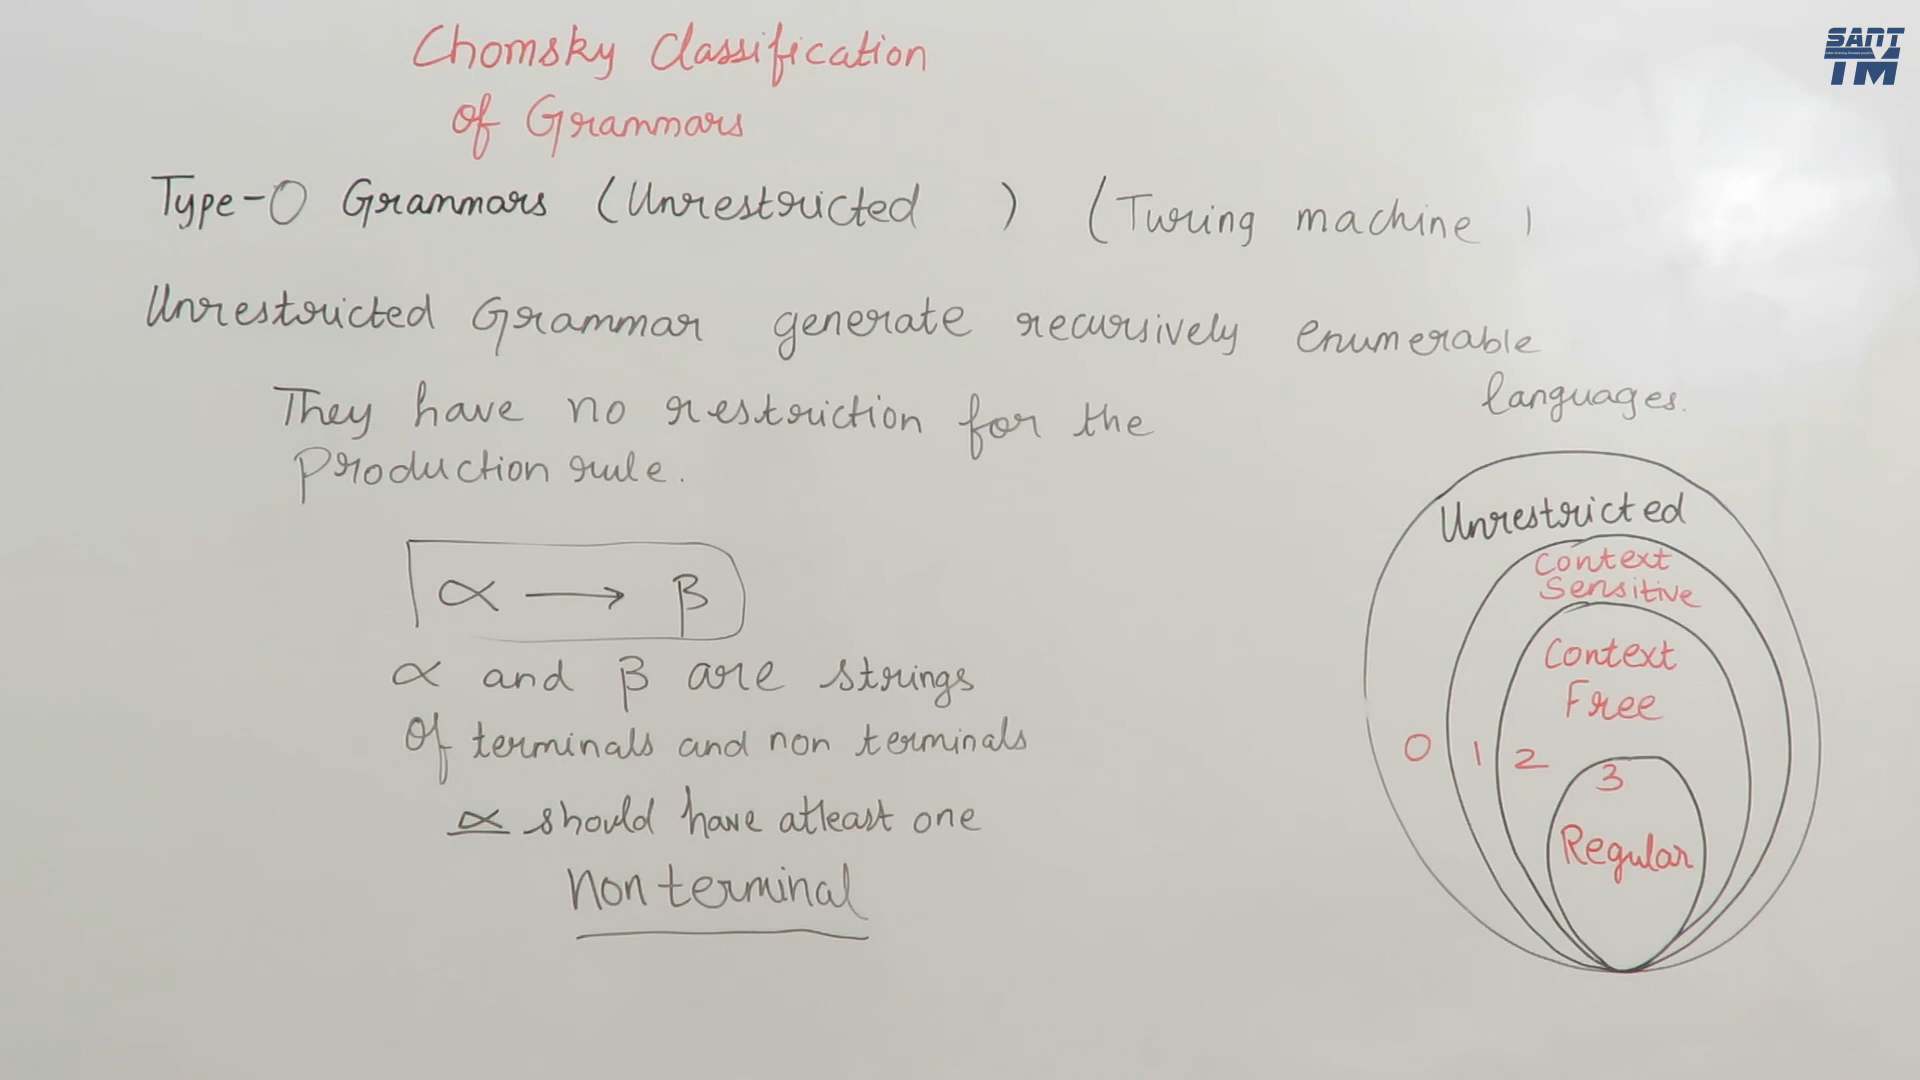 Chomsky Classification
of Grammars
Type-0 Grammars (Unrestricted ) (Turing machine )
Unrestricted Grammar generate recursively enumerable
languages.
They have no restriction for the
production rule.
α → β
α and β are strings
Of terminals and non terminals
α should have atleast one
Non terminal
Unrestricted
Context
Sensitive
Context
Free
0 1 2 3
Regular
SANT
TM